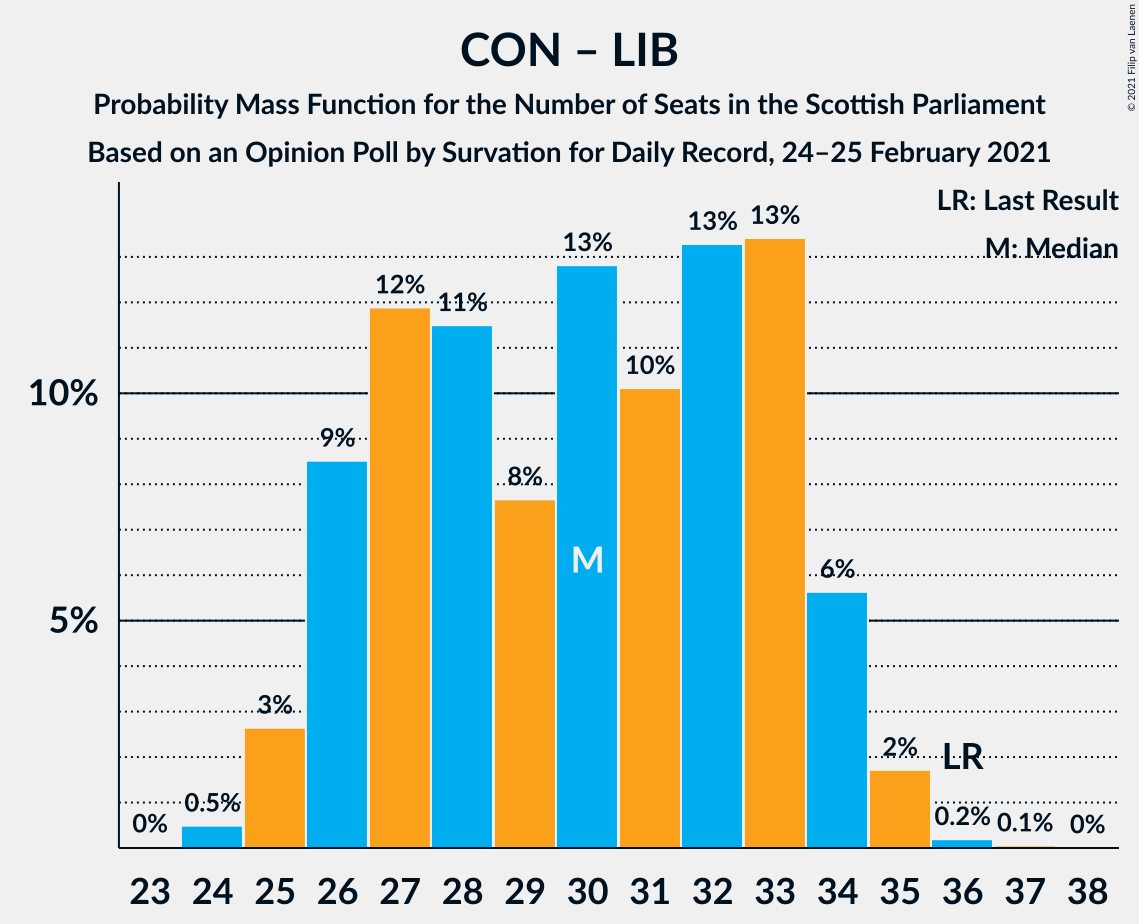 CON – LIB
Probability Mass Function for the Number of Seats in the Scottish Parliament
Based on an Opinion Poll by Survation for Daily Record, 24–25 February 2021
© 2021 Filip van Laenen
LR: Last Result
M: Median
10%
5%
0%
0.5%
3%
9%
12%
11%
8%
13%
M
10%
13%
13%
6%
2%
LR
0.2%
0.1%
0%
23 24 25 26 27 28 29 30 31 32 33 34 35 36 37 38